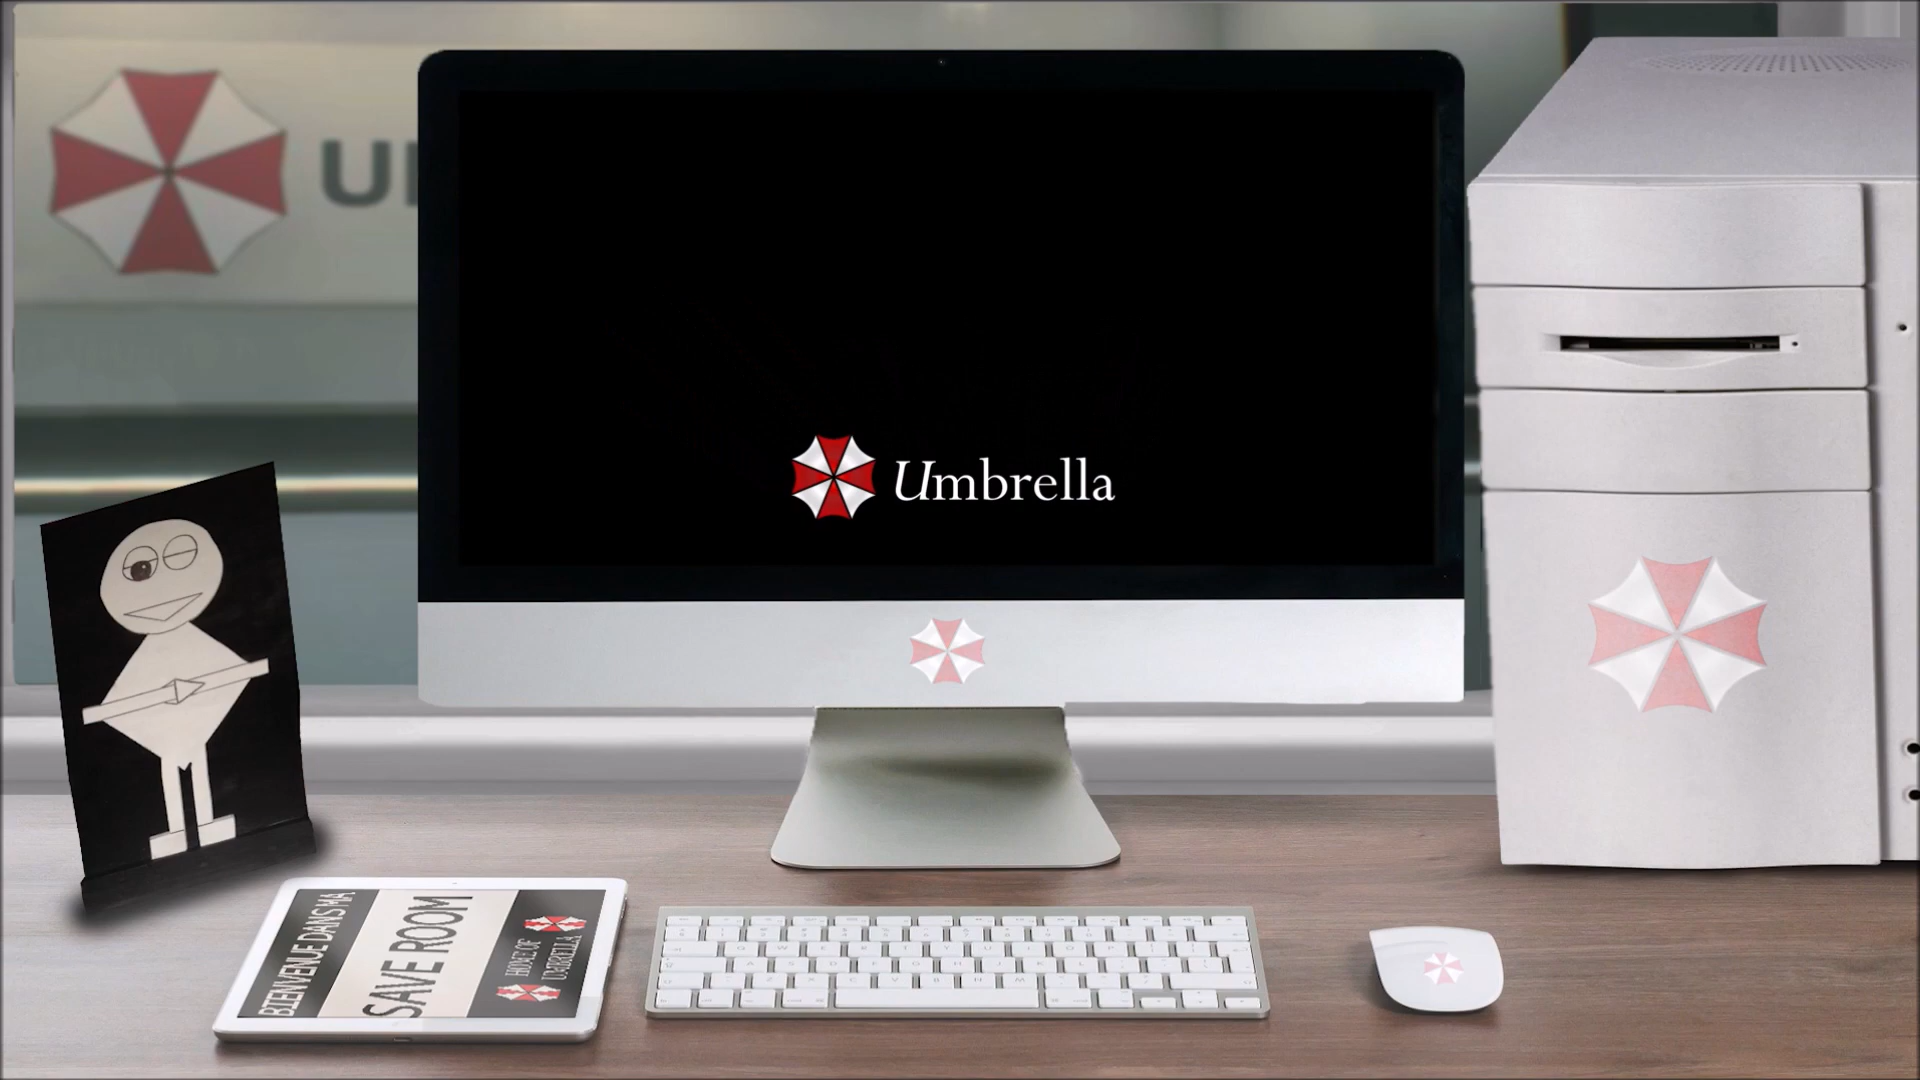 U
Umbrella
BIENVENUE DANS MA
SAVE ROOM
HOME OF
UMBRELLA